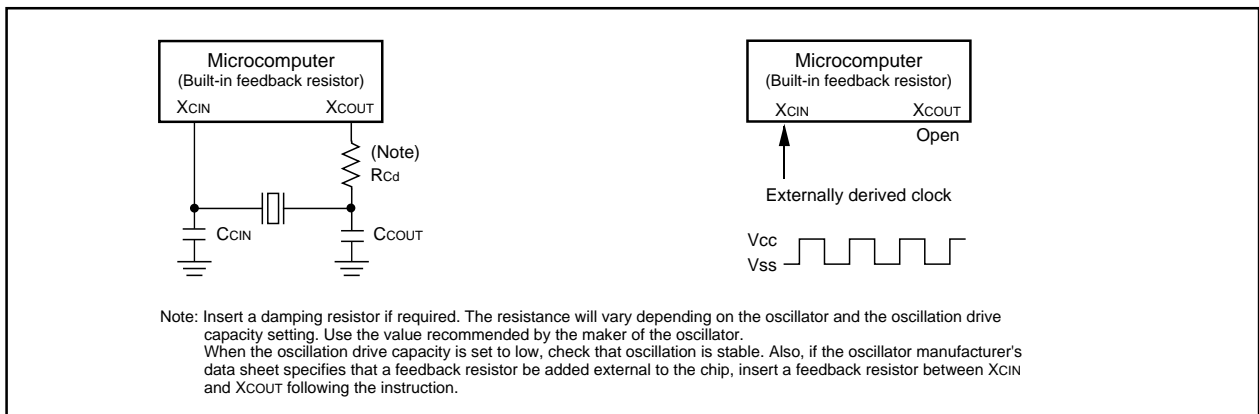 Microcomputer
(Built-in feedback resistor)
XCIN XCOUT
(Note)
RCd
CCIN CCOUT
Microcomputer
(Built-in feedback resistor)
XCIN XCOUT
Open
Externally derived clock
Vcc
Vss
Note: Insert a damping resistor if required. The resistance will vary depending on the oscillator and the oscillation drive
capacity setting. Use the value recommended by the maker of the oscillator.
When the oscillation drive capacity is set to low, check that oscillation is stable. Also, if the oscillator manufacturer's
data sheet specifies that a feedback resistor be added external to the chip, insert a feedback resistor between XCIN
and XCOUT following the instruction.